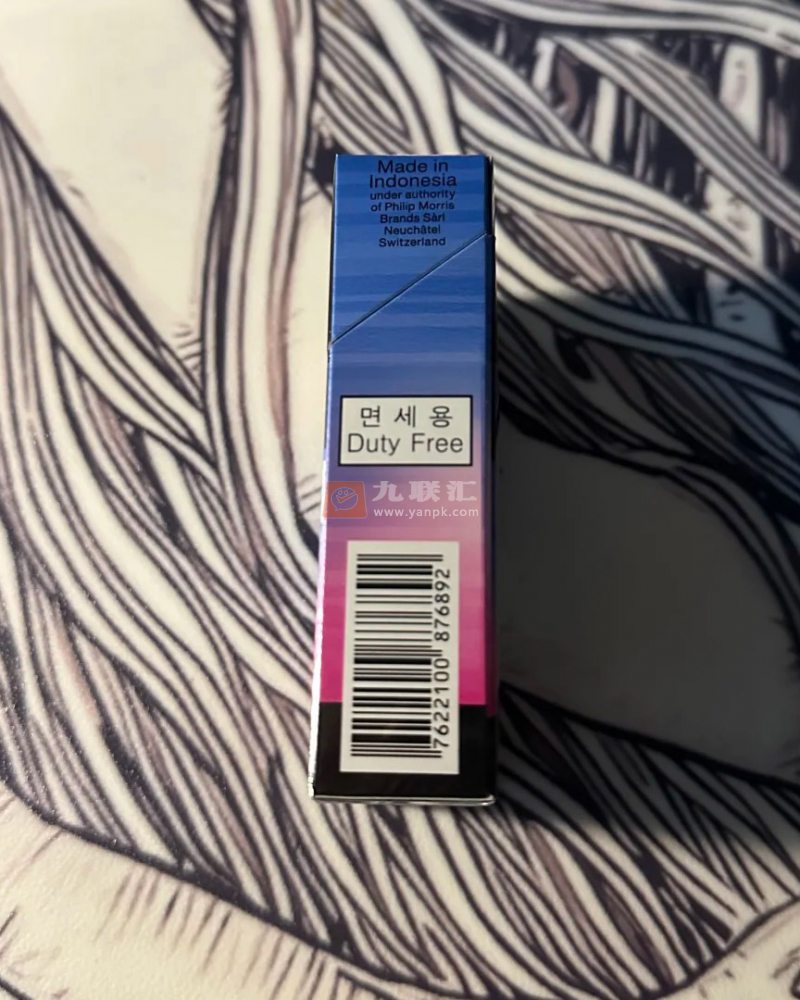 Made in
Indonesia
under authority
of Philip Morris
Brands Sàrl
Neuchâtel
Switzerland
면 세 용
Duty Free
九联汇
www.yanpk.com
7622100 876892